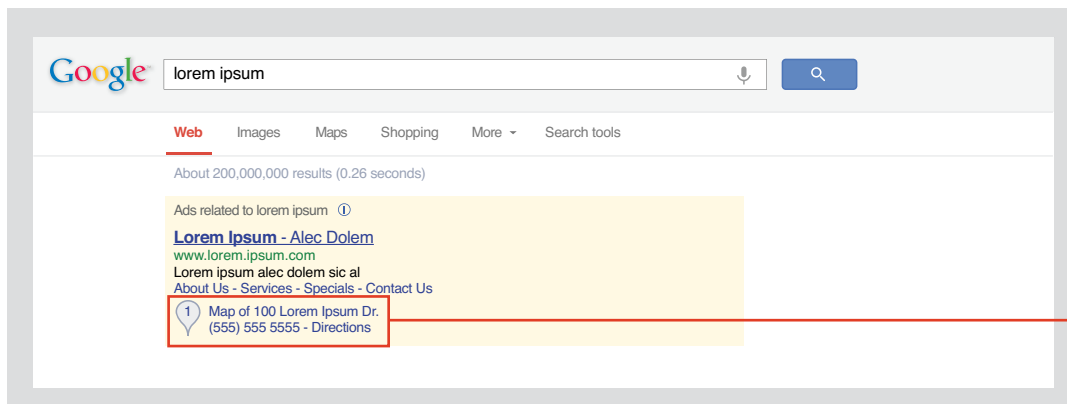 Google lorem ipsum
Web Images Maps Shopping More Search tools
About 200,000,000 results (0.26 seconds)
Ads related to lorem ipsum
Lorem Ipsum - Alec Dolem
www.lorem.ipsum.com
Lorem ipsum alec dolem sic al
About Us - Services - Specials - Contact Us
1 Map of 100 Lorem Ipsum Dr.
(555) 555 5555 - Directions